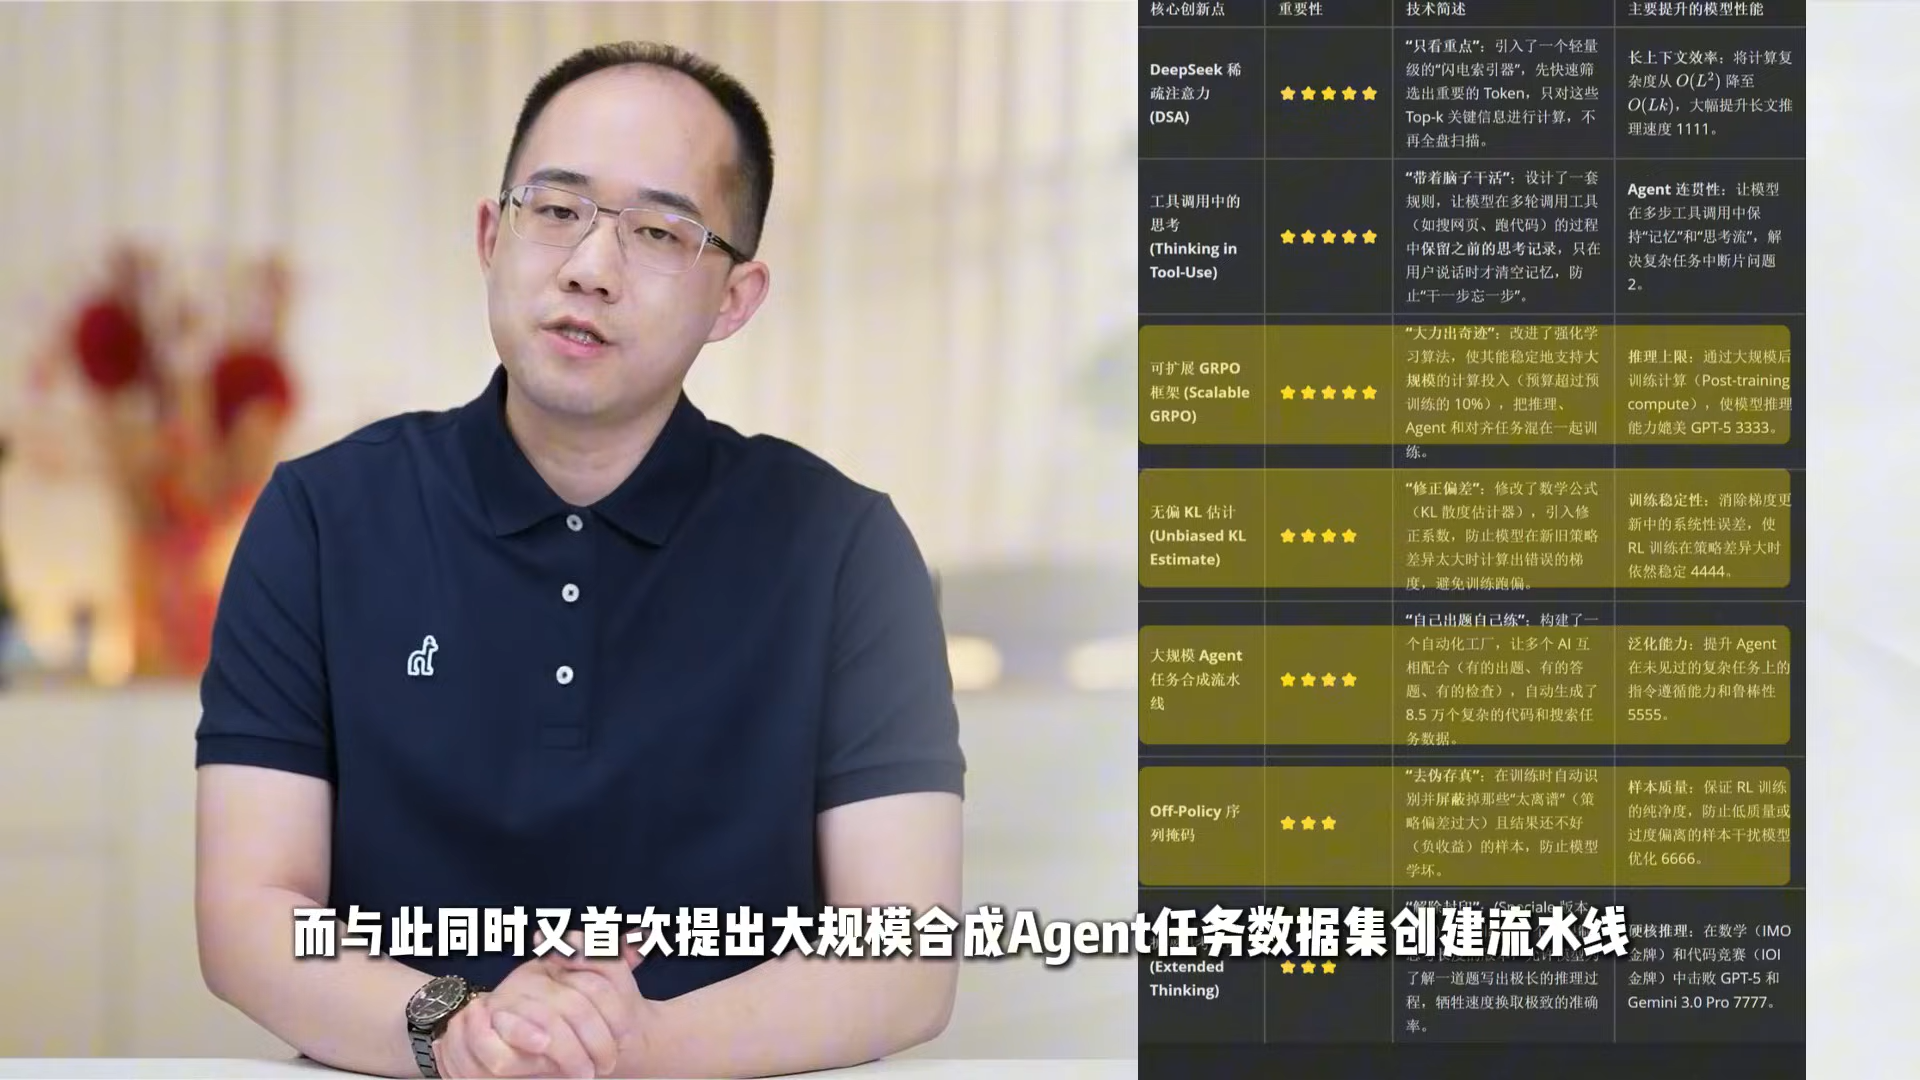 核心创新点
重要性
技术简述
主要提升的模型性能
DeepSeek 稀
疏注意力
(DSA)
“只看重点”：引入了一个轻量
级的“闪电索引器”，先快速筛
选出重要的 Token，只对这些
Top-k 关键信息进行计算，不
再全盘扫描。
长上下文效率：将计算复
杂度从 O(L²) 降至
O(Lk)，大幅提升长文推
理速度 1111。
工具调用中的
思考
(Thinking in
Tool-Use)
“带着脑子干活”：设计了一套
规则，让模型在多轮调用工具
（如搜网页、跑代码）的过程
中保留之前的思考记录，只在
用户说话时才清空记忆，防
止“干一步忘一步”。
Agent 连贯性：让模型
在多步工具调用中保
持“记忆”和“思考流”，解
决复杂任务中断片问题
2。
可扩展 GRPO
框架 (Scalable
GRPO)
“大力出奇迹”：改进了强化学
习算法，使其能稳定地支持大
规模的计算投入（预算超过预
训练的 10%），把推理、
Agent 和对齐任务混在一起训
练。
推理上限：通过大规模后
训练计算（Post-training
compute），使模型推理
能力媲美 GPT-5 3333。
无偏 KL 估计
(Unbiased KL
Estimate)
“修正偏差”：修改了数学公式
（KL 散度估计器），引入修
正系数，防止模型在新旧策略
差异太大时计算出错误的梯
度，避免训练跑偏。
训练稳定性：消除梯度更
新中的系统性误差，使
RL 训练在策略差异大时
依然稳定 4444。
大规模 Agent
任务合成流水
线
“自己出题自己练”：构建了一
个自动化工厂，让多个 AI 互
相配合（有的出题、有的答
题、有的检查），自动生成了
8.5 万个复杂的代码和搜索任
务数据。
泛化能力：提升 Agent
在未见过的复杂任务上的
指令遵循能力和鲁棒性
5555。
Off-Policy 序
列掩码
“去伪存真”：在训练时自动识
别并屏蔽掉那些“太离谱”（策
略偏差过大）且结果还不好
（负收益）的样本，防止模型
学坏。
样本质量：保证 RL 训练
的纯净度，防止低质量或
过度偏离的样本干扰模型
优化 6666。
(Extended
Thinking)
“解除封印”：(Speciale 版本
了解一道题写出极长的推理过
程，牺牲速度换取极致的准确
率。
硬核推理：在数学（IMO
金牌）和代码竞赛（IOI
金牌）中击败 GPT-5 和
Gemini 3.0 Pro 7777。
而与此同时又首次提出大规模合成Agent任务数据集创建流水线